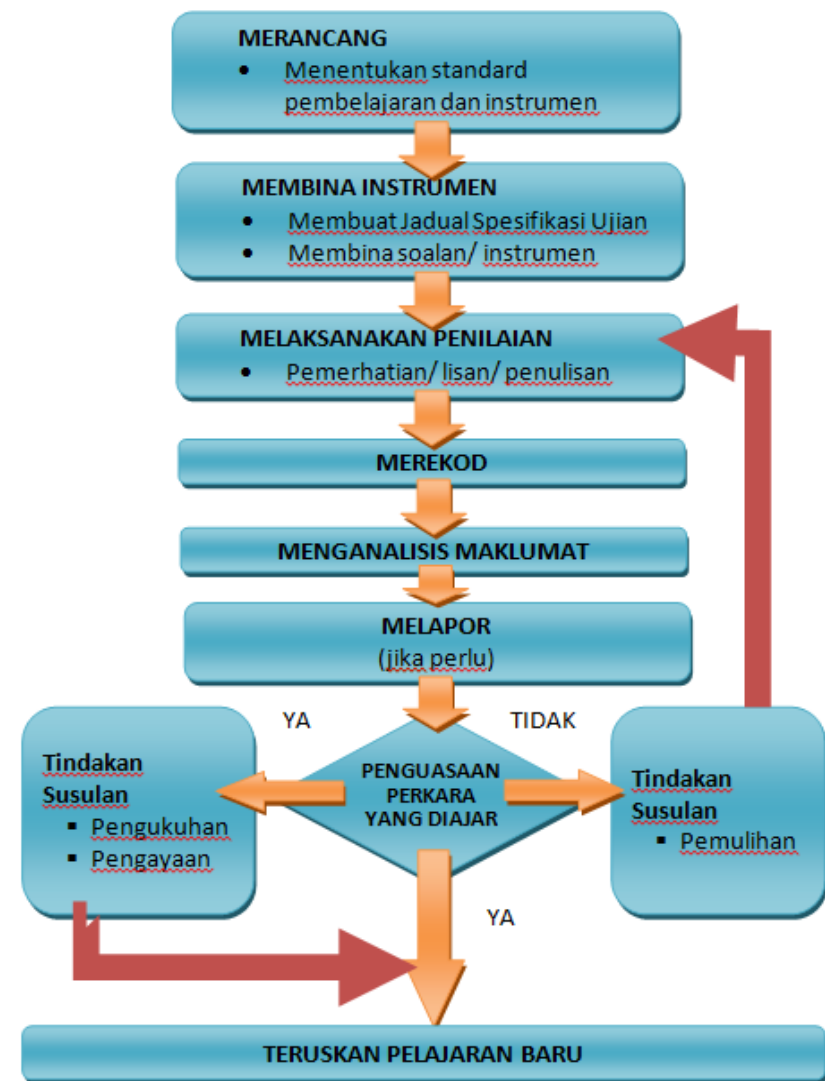 MERANCANG
• Menentukan standard
pembelajaran dan instrumen
MEMBINA INSTRUMEN
• Membuat Jadual Spesifikasi Ujian
• Membina soalan/ instrumen
MELAKSANAKAN PENILAIAN
• Pemerhatian/ lisan/ penulisan
MEREKOD
MENGANALISIS MAKLUMAT
MELAPOR
(jika perlu)
YA
TIDAK
Tindakan
Susulan
▪ Pengukuhan
▪ Pengayaan
PENGUASAAN
PERKARA
YANG DIAJAR
Tindakan
Susulan
▪ Pemulihan
YA
TERUSKAN PELAJARAN BARU